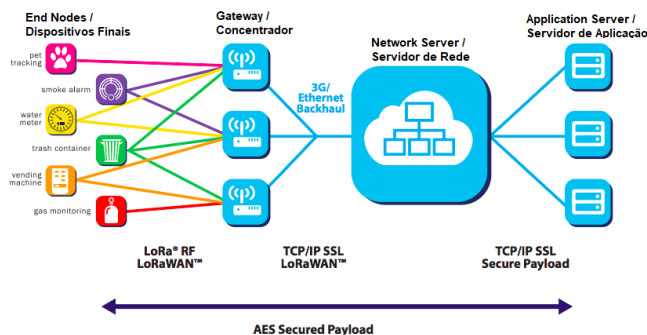 End Nodes /
Dispositivos Finais
Gateway /
Concentrador
Network Server /
Servidor de Rede
Application Server /
Servidor de Aplicação
pet
tracking
smoke alarm
water
meter
trash container
vending
machine
gas monitoring
3G/
Ethernet
Backhaul
LoRa® RF
LoRaWAN™
TCP/IP SSL
LoRaWAN™
TCP/IP SSL
Secure Payload
AES Secured Payload